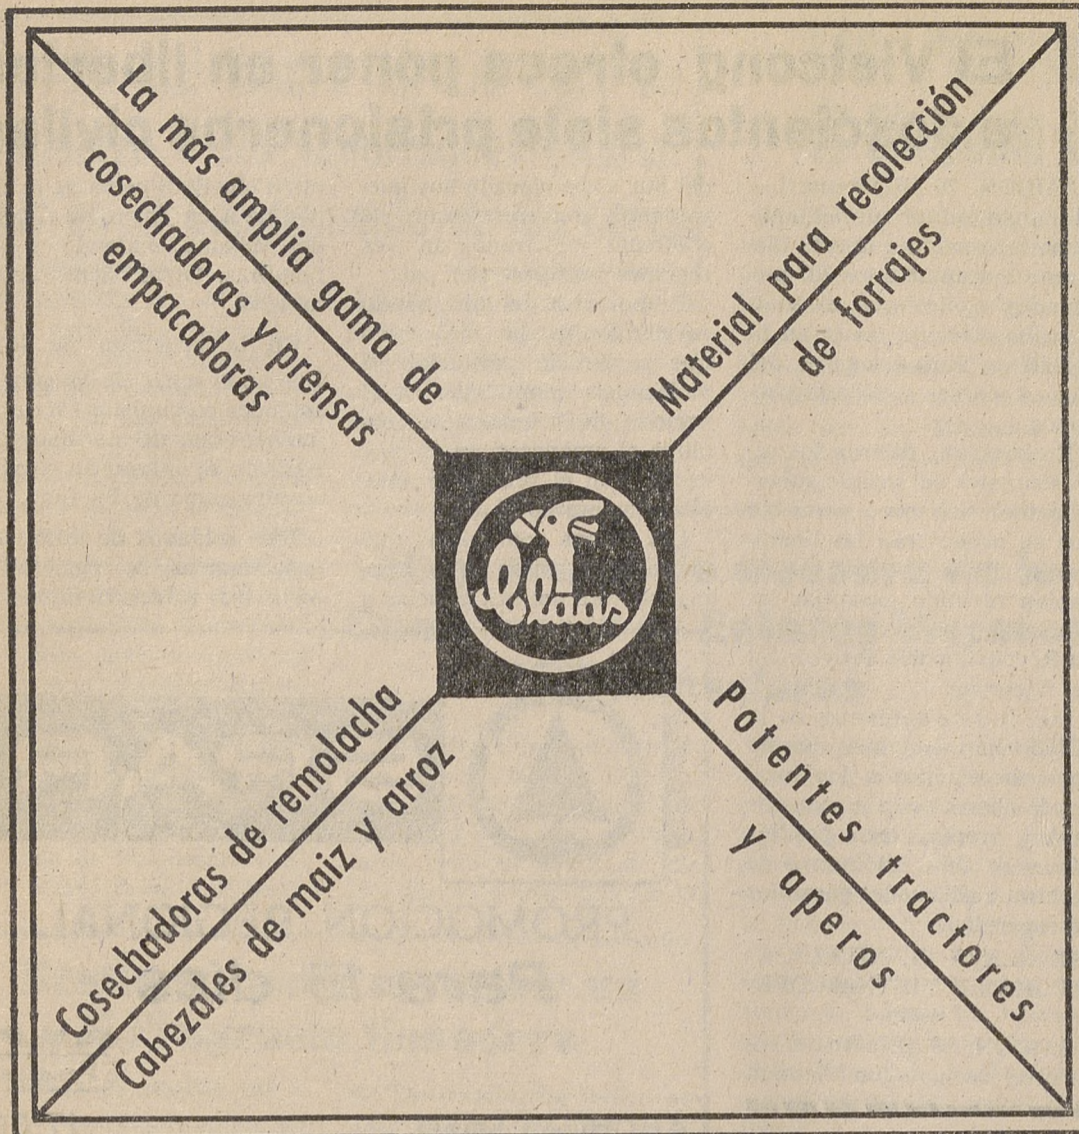 La más amplia gama de
cosechadoras y prensas
empacadoras
Material para recolección
de forrajes
Claas
Cosechadoras de remolacha
Cabezales de maiz y arroz
Potentes tractores
y aperos